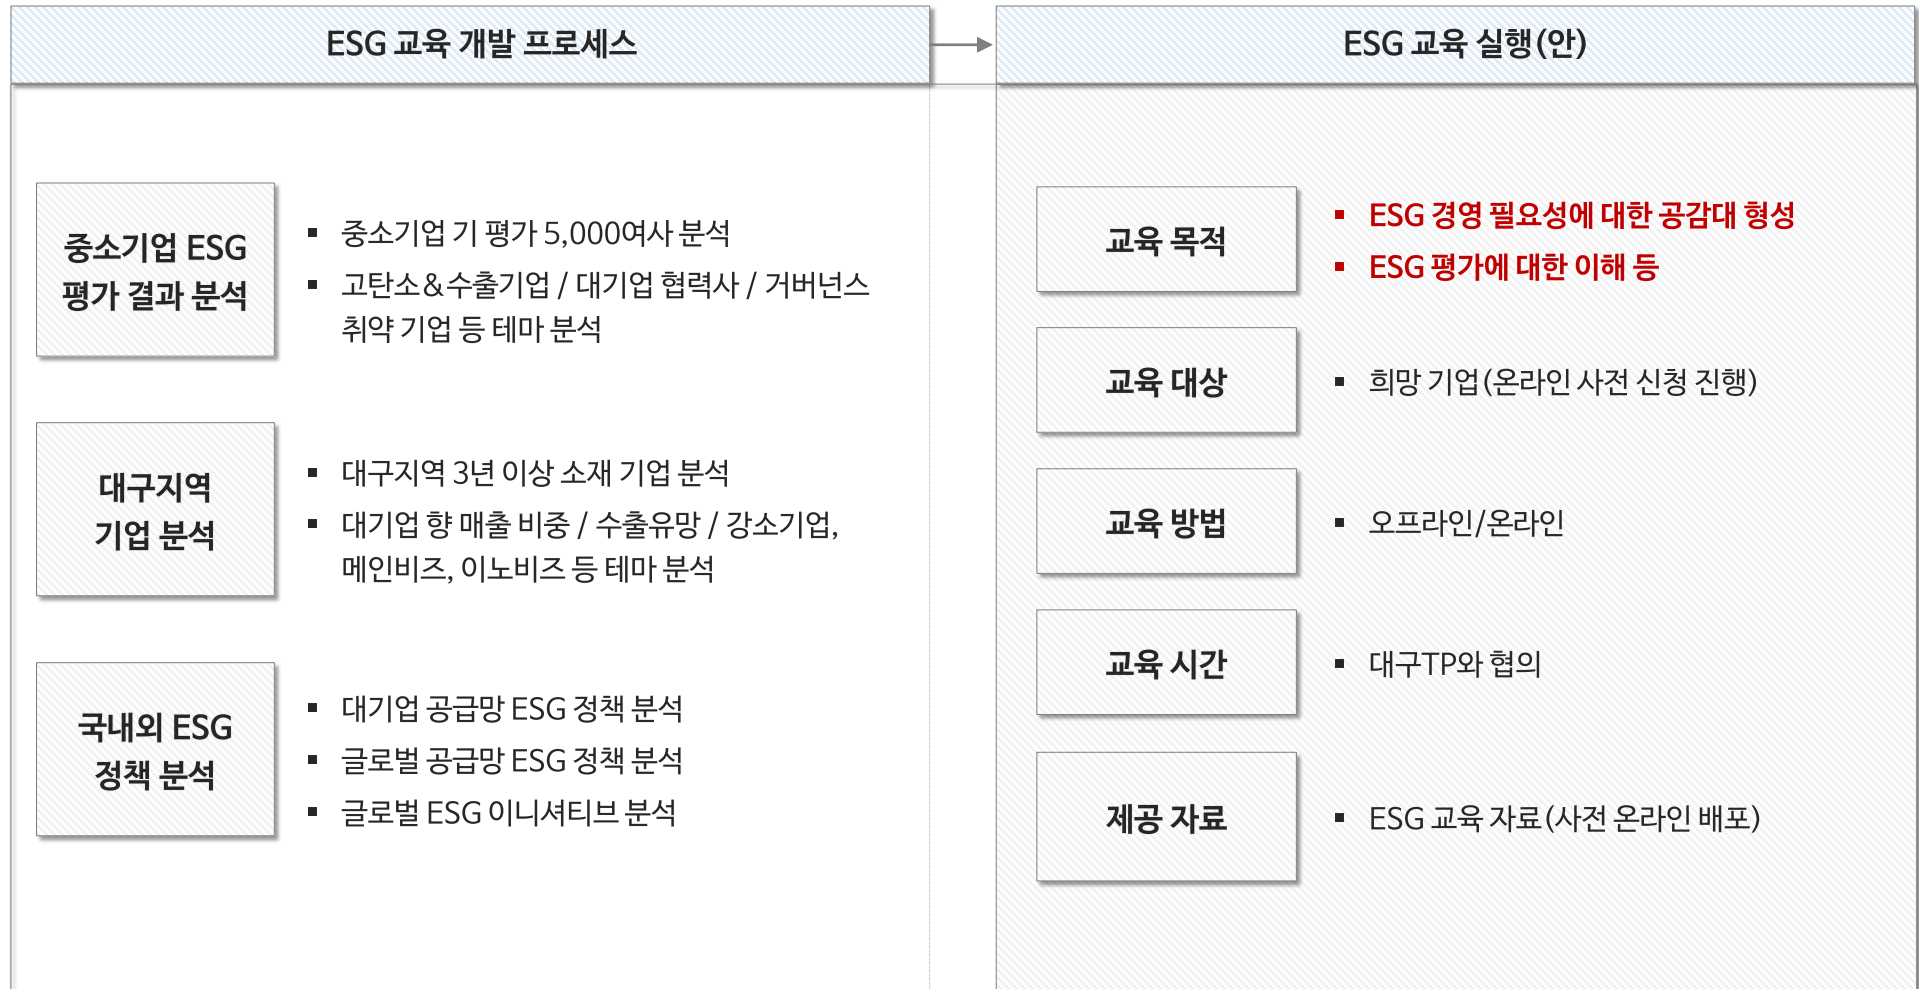 ESG 교육 개발 프로세스
중소기업 ESG
평가 결과 분석
▪ 중소기업 기 평가 5,000여사 분석
▪ 고탄소&수출기업 / 대기업 협력사 / 거버넌스
취약 기업 등 테마 분석
대구지역
기업 분석
▪ 대구지역 3년 이상 소재 기업 분석
▪ 대기업 향 매출 비중 / 수출유망 / 강소기업,
메인비즈, 이노비즈 등 테마 분석
국내외 ESG
정책 분석
▪ 대기업 공급망 ESG 정책 분석
▪ 글로벌 공급망 ESG 정책 분석
▪ 글로벌 ESG 이니셔티브 분석
ESG 교육 실행(안)
교육 목적
▪ ESG 경영 필요성에 대한 공감대 형성
▪ ESG 평가에 대한 이해 등
교육 대상
▪ 희망 기업(온라인 사전 신청 진행)
교육 방법
▪ 오프라인/온라인
교육 시간
▪ 대구TP와 협의
제공 자료
▪ ESG 교육 자료(사전 온라인 배포)